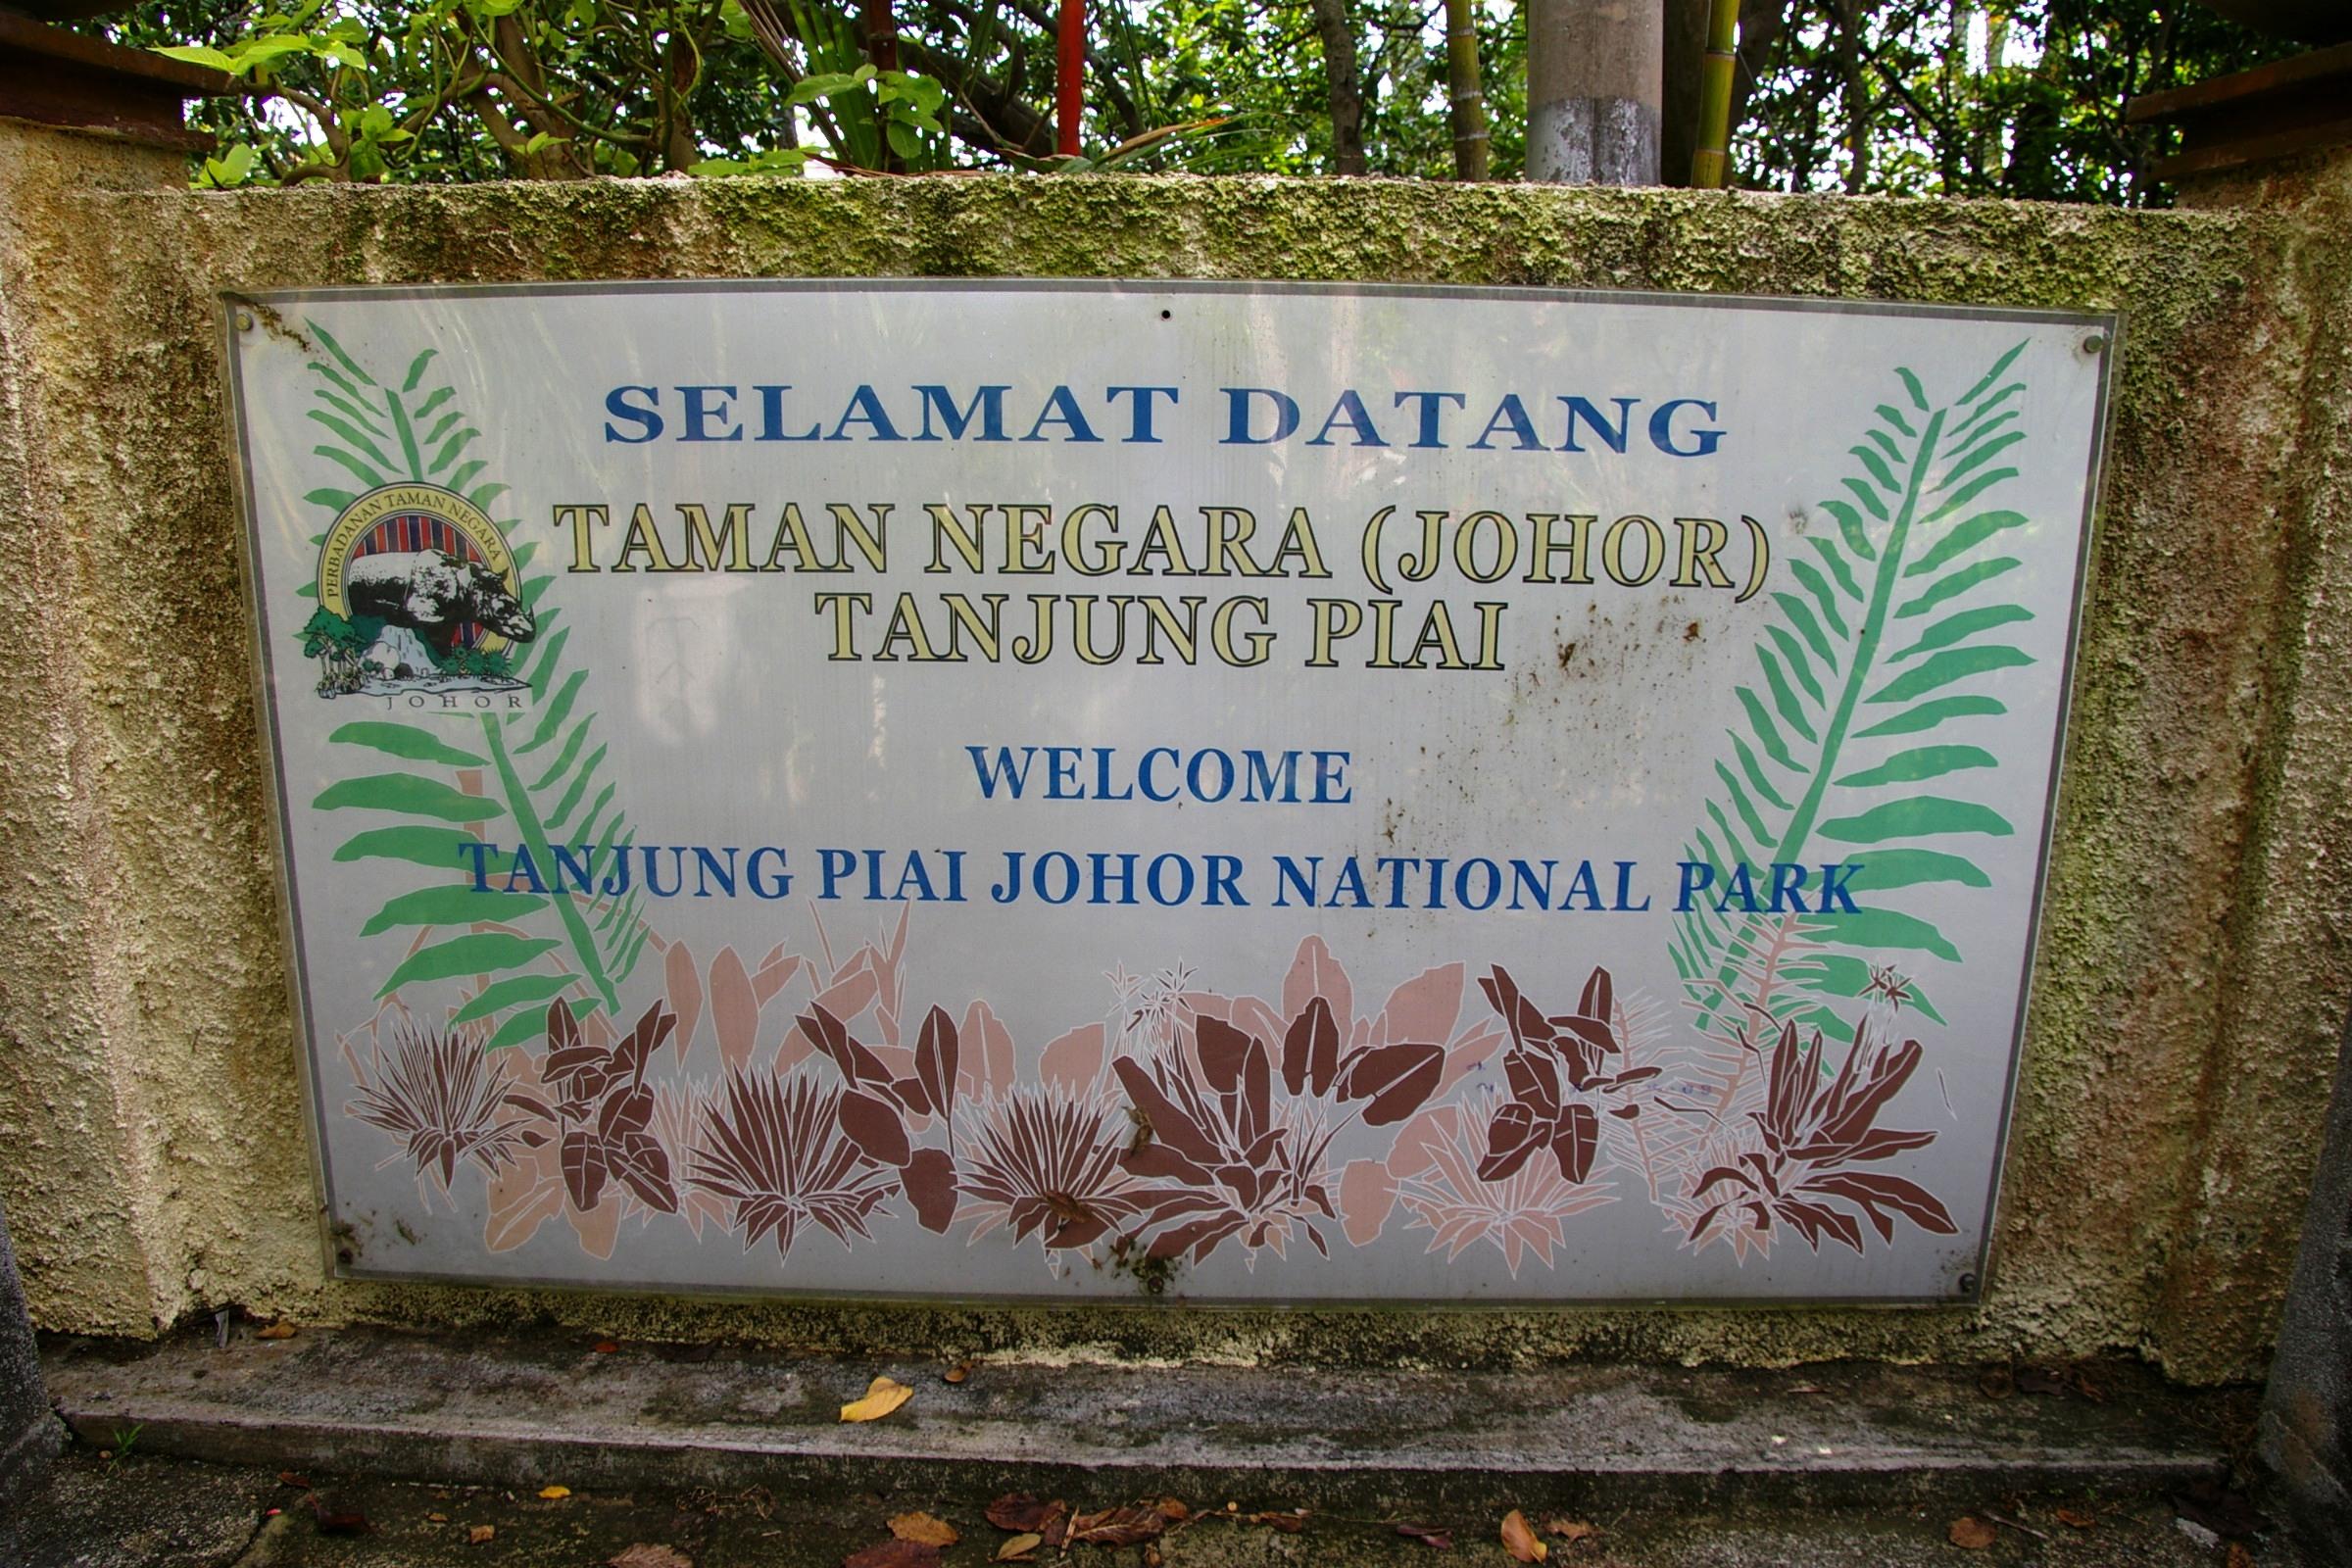 SELAMAT DATANG
TAMAN NEGARA (JOHOR)
TANJUNG PIAI
PERBADANAN TAMAN NEGARA
JOHOR
WELCOME
TANJUNG PIAI JOHOR NATIONAL PARK